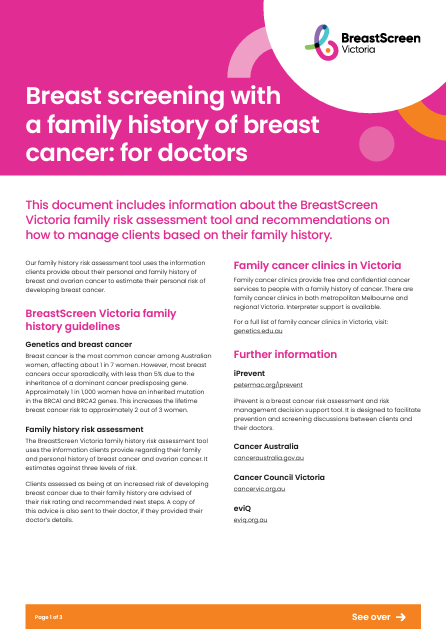 BreastScreen
Victoria
Breast screening with
a family history of breast
cancer: for doctors
This document includes information about the BreastScreen
Victoria family risk assessment tool and recommendations on
how to manage clients based on their family history.
Our family history risk assessment tool uses the information
clients provide about their personal and family history of
breast and ovarian cancer to estimate their personal risk of
developing breast cancer.
BreastScreen Victoria family
history guidelines
Genetics and breast cancer
Breast cancer is the most common cancer among Australian
women, affecting about 1 in 7 women. However, most breast
cancers occur sporadically, with less than 5% due to the
inheritance of a dominant cancer predisposing gene.
Approximately 1 in 1,000 women have an inherited mutation
in the BRCA1 and BRCA2 genes. This increases the lifetime
breast cancer risk to approximately 2 out of 3 women.
Family history risk assessment
The BreastScreen Victoria family history risk assessment tool
uses the information clients provide regarding their family
and personal history of breast cancer and ovarian cancer. It
estimates against three levels of risk.
Clients assessed as being at an increased risk of developing
breast cancer due to their family history are advised of
their risk rating and recommended next steps. A copy of
this advice is also sent to their doctor, if they provided their
doctor's details.
Family cancer clinics in Victoria
Family cancer clinics provide free and confidential cancer
services to people with a family history of cancer. There are
family cancer clinics in both metropolitan Melbourne and
regional Victoria. Interpreter support is available.
For a full list of family cancer clinics in Victoria, visit:
genetics.edu.au
Further information
iPrevent
petermac.org/iprevent
iPrevent is a breast cancer risk assessment and risk
management decision support tool. It is designed to facilitate
prevention and screening discussions between clients and
their doctors.
Cancer Australia
canceraustralia.gov.au
Cancer Council Victoria
cancervic.org.au
eviQ
eviq.org.au
Page 1 of 3
See over